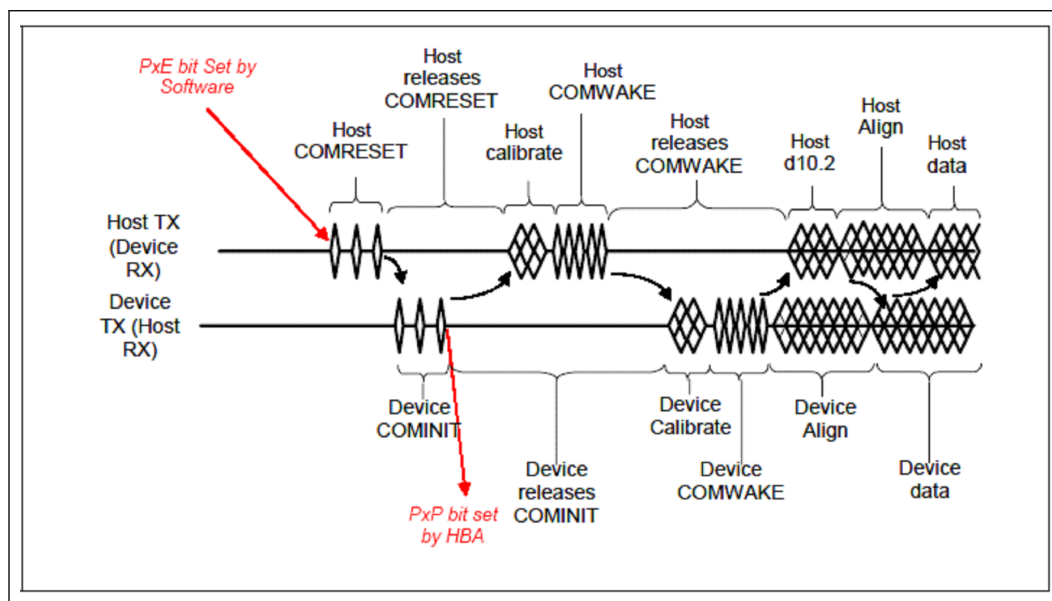 PxE bit Set by
Software
Host
releases
COMRESET
Host
COMWAKE
Host
COMRESET
Host
calibrate
Host
releases
COMWAKE
Host
d10.2
Host
Align
Host
data
Host TX
(Device
RX)
Device
TX (Host
RX)
Device
COMINIT
Device
releases
COMINIT
Device
Calibrate
Device
COMWAKE
Device
Align
Device
data
PxP bit set
by HBA